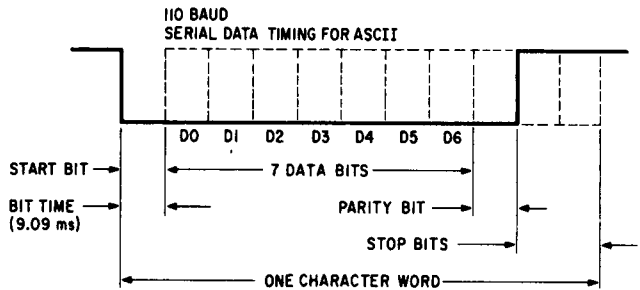 110 BAUD
SERIAL DATA TIMING FOR ASCII
D0 D1 D2 D3 D4 D5 D6
START BIT
7 DATA BITS
BIT TIME
(9.09 ms)
PARITY BIT
STOP BITS
ONE CHARACTER WORD